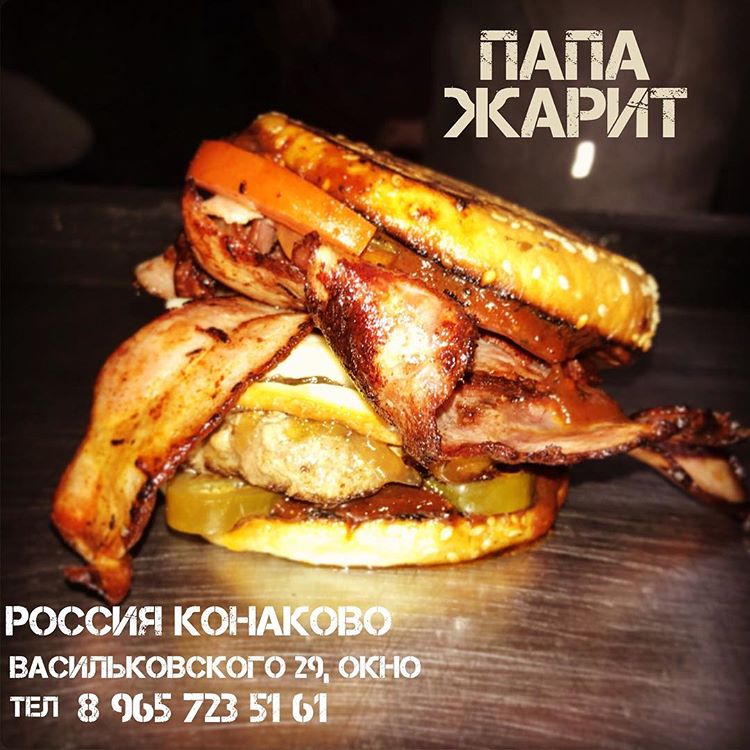 ПАПА
ЖАРИТ
РОССИЯ КОНАКОВО
ВАСИЛЬКОВСКОГО 29, ОКНО
ТЕЛ 8 965 723 51 61